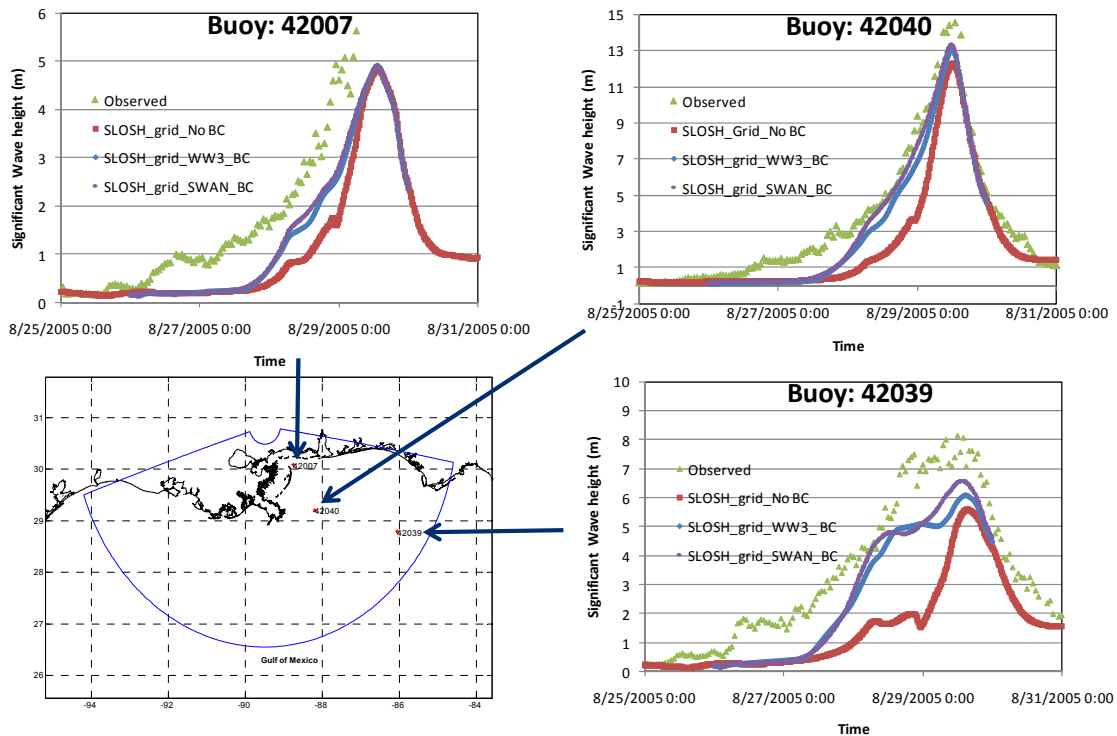 Buoy: 42007
Significant Wave height (m)
6
5
4
3
2
1
0
Observed
SLOSH_grid_No BC
SLOSH_grid_WW3_BC
SLOSH_grid_SWAN_BC
8/25/2005 0:00 8/27/2005 0:00 8/29/2005 0:00 8/31/2005 0:00
Time
Buoy: 42040
Significant Wave height (m)
15
13
11
9
7
5
3
1
-1
Observed
SLOSH_Grid_No BC
SLOSH_grid_WW3_BC
SLOSH_grid_SWAN_BC
8/25/2005 0:00 8/27/2005 0:00 8/29/2005 0:00 8/31/2005 0:00
Time
31
30
29
28
27
26
42007
42040
42039
Gulf of Mexico
-94 -92 -90 -88 -86 -84
Buoy: 42039
Significant Wave height (m)
10
9
8
7
6
5
4
3
2
1
0
Observed
SLOSH_grid_No BC
SLOSH_grid_WW3_BC
SLOSH_grid_SWAN_BC
8/25/2005 0:00 8/27/2005 0:00 8/29/2005 0:00 8/31/2005 0:00
Time